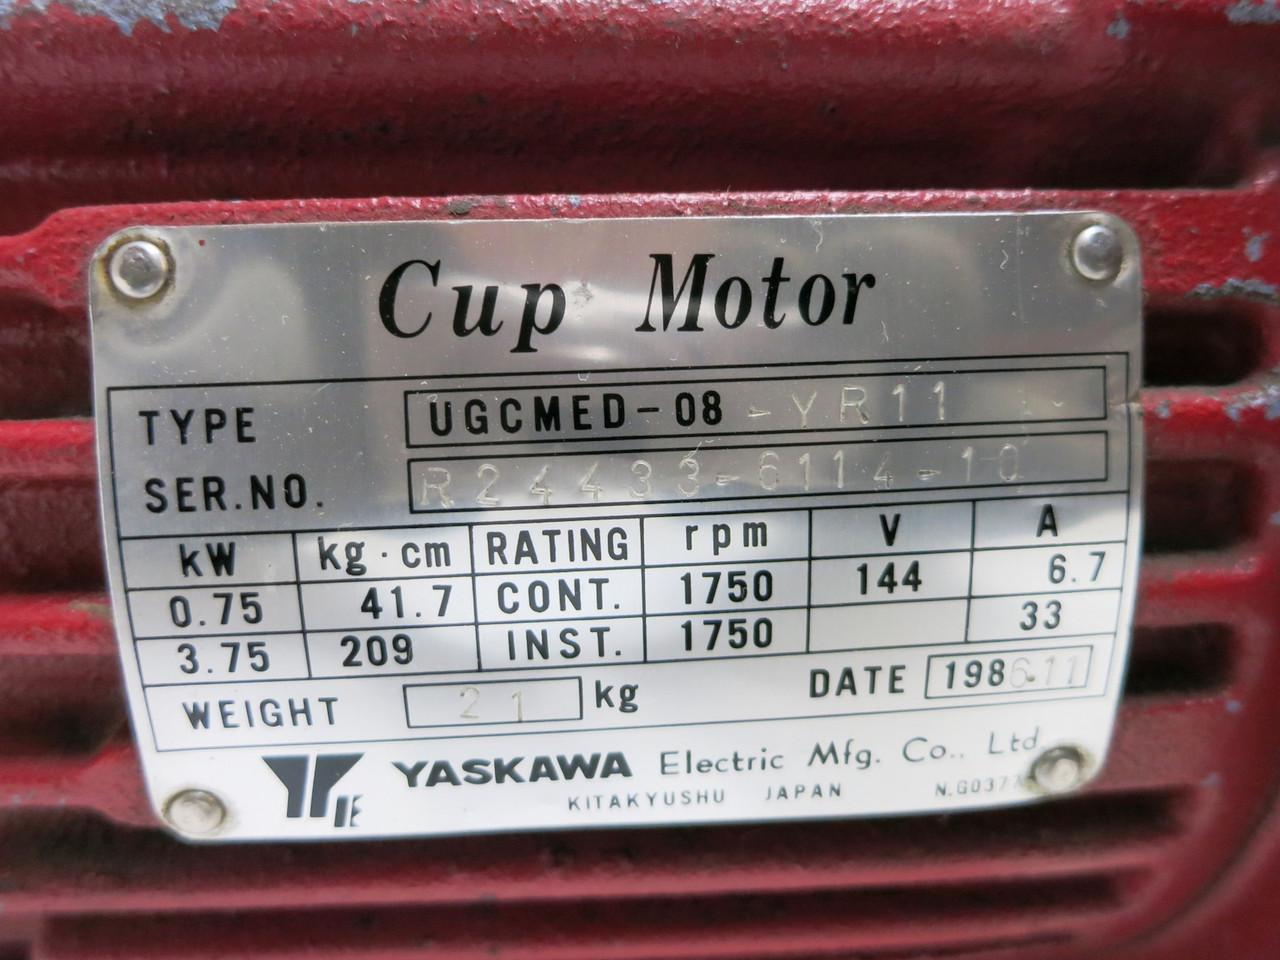 Cup Motor
TYPE UGCMED-08-YR11
SER.NO. R24433-6114-10
kW kg·cm RATING rpm V A
0.75 41.7 CONT. 1750 144 6.7
3.75 209 INST. 1750 33
WEIGHT 21 kg DATE 1986.11
YASKAWA Electric Mfg. Co., Ltd
KITAKYUSHU JAPAN